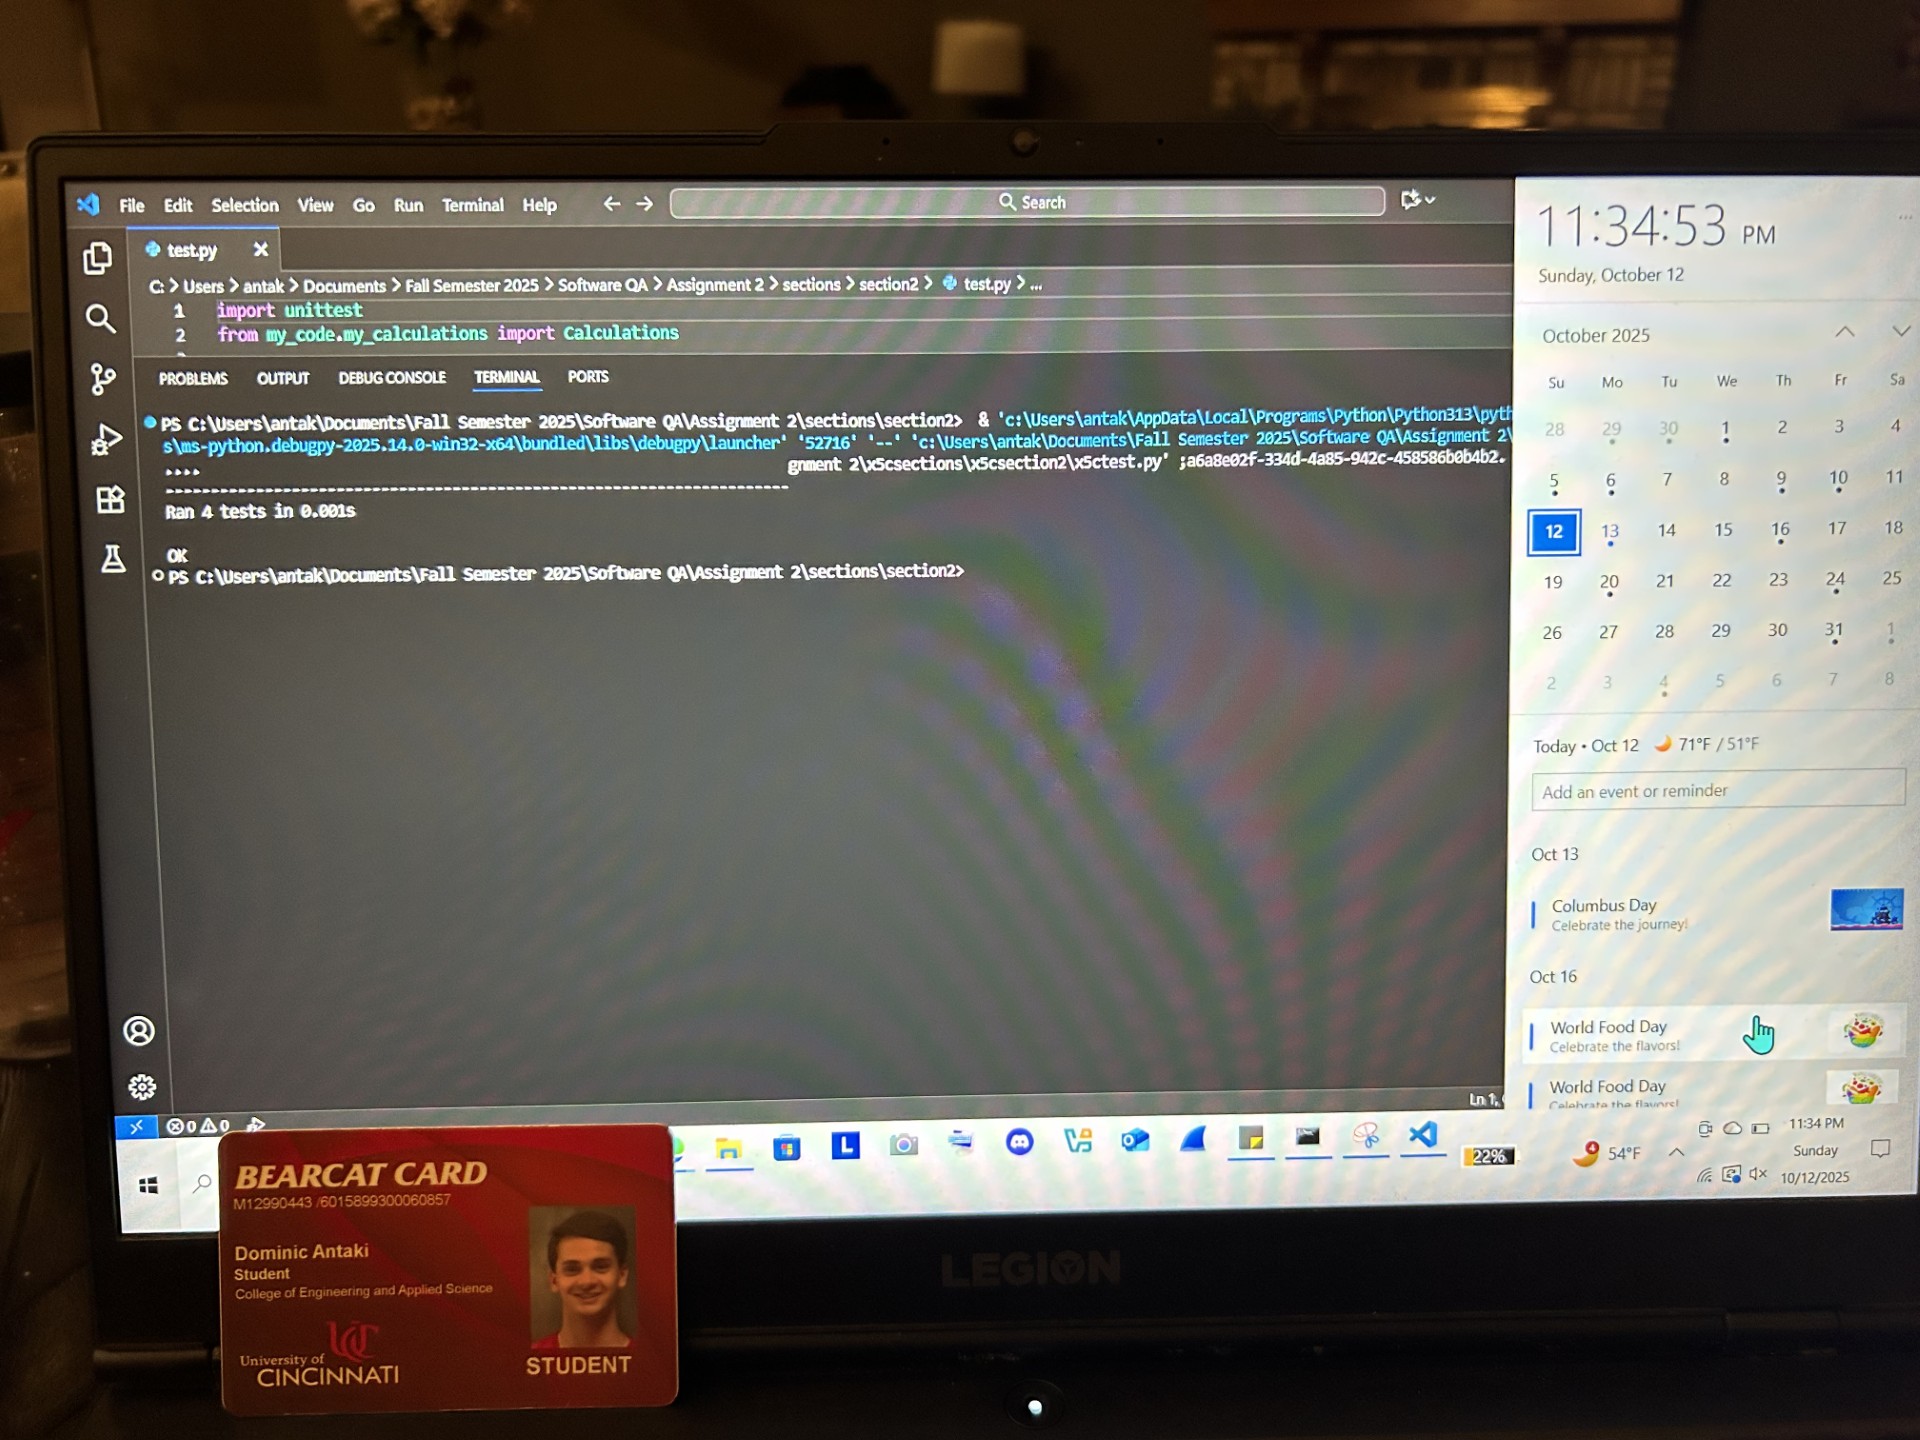 File Edit Selection View Go Run Terminal Help
Search
test.py
C: > Users > antak > Documents > Fall Semester 2025 > Software QA > Assignment 2 > sections > section2 > test.py > ...
1 import unittest
2 from my_code.my_calculations import Calculations
PROBLEMS OUTPUT DEBUG CONSOLE TERMINAL PORTS
PS C:\Users\antak\Documents\Fall Semester 2025\Software QA\Assignment 2\sections\section2> & 'c:\Users\antak\AppData\Local\Programs\Python\Python313\pyth
s\ms-python.debugpy-2025.14.0-win32-x64\bundled\libs\debugpy\launcher' '52716' '--' 'c:\Users\antak\Documents\Fall Semester 2025\Software QA\Assignment 2\
.... gnment 2\x5csections\x5csection2\x5ctest.py' ;a6a8e02f-334d-4a85-942c-458586b0b4b2.
----------------------------------------------------------------------
Ran 4 tests in 0.001s
OK
PS C:\Users\antak\Documents\Fall Semester 2025\Software QA\Assignment 2\sections\section2>
0 0
Ln 1,
11:34:53 PM
Sunday, October 12
October 2025
Su Mo Tu We Th Fr Sa
28 29 30 1 2 3 4
5 6 7 8 9 10 11
12 13 14 15 16 17 18
19 20 21 22 23 24 25
26 27 28 29 30 31 1
2 3 4 5 6 7 8
Today • Oct 12 71°F / 51°F
Add an event or reminder
Oct 13
Columbus Day
Celebrate the journey!
Oct 16
World Food Day
Celebrate the flavors!
World Food Day
Celebrate the flavors!
L
22%
4
54°F
11:34 PM
Sunday
10/12/2025
LEGION
BEARCAT CARD
M12990443 /6015899300060857
Dominic Antaki
Student
College of Engineering and Applied Science
UC
University of
CINCINNATI
STUDENT